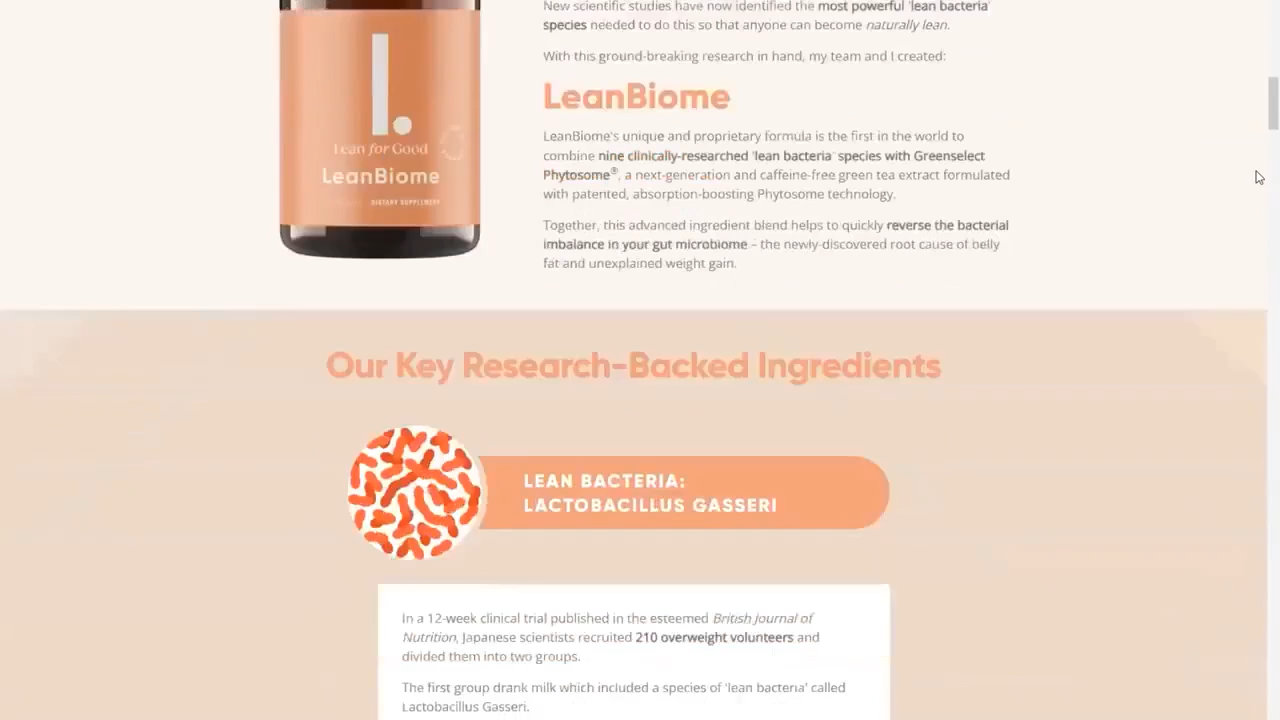 New scientific studies have now identified the most powerful 'lean bacteria'
species needed to do this so that anyone can become naturally lean.
With this ground-breaking research in hand, my team and I created:
LeanBiome
LeanBiome's unique and proprietary formula is the first in the world to
combine nine clinically-researched 'lean bacteria' species with Greenselect
Phytosome®, a next-generation and caffeine-free green tea extract formulated
with patented, absorption-boosting Phytosome technology.
Together, this advanced ingredient blend helps to quickly reverse the bacterial
imbalance in your gut microbiome – the newly-discovered root cause of belly
fat and unexplained weight gain.
l.
Lean for Good
LeanBiome
DIETARY SUPPLEMENT
Our Key Research-Backed Ingredients
LEAN BACTERIA:
LACTOBACILLUS GASSERI
In a 12-week clinical trial published in the esteemed British Journal of
Nutrition, Japanese scientists recruited 210 overweight volunteers and
divided them into two groups.
The first group drank milk which included a species of 'lean bacteria' called
Lactobacillus Gasseri.